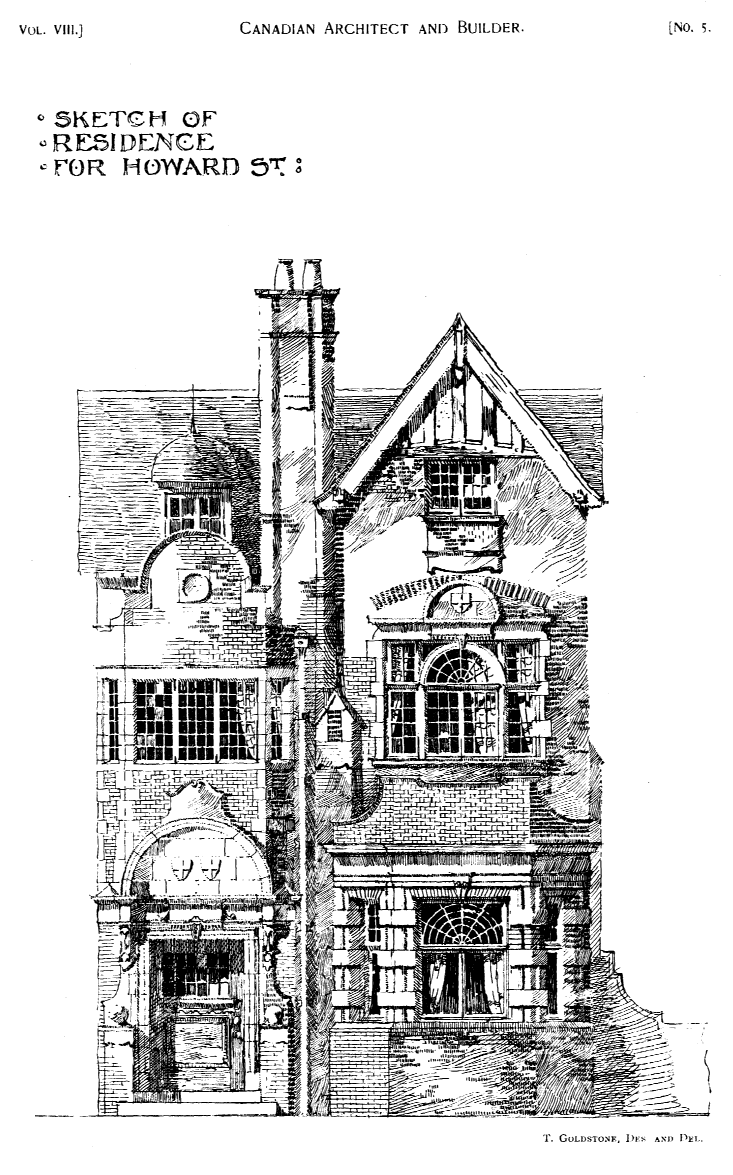 VOL. VIII.] CANADIAN ARCHITECT AND BUILDER. [NO. 5.
SKETCH OF
RESIDENCE
FOR HOWARD ST:
T. GOLDSTONE, DES AND DEL.